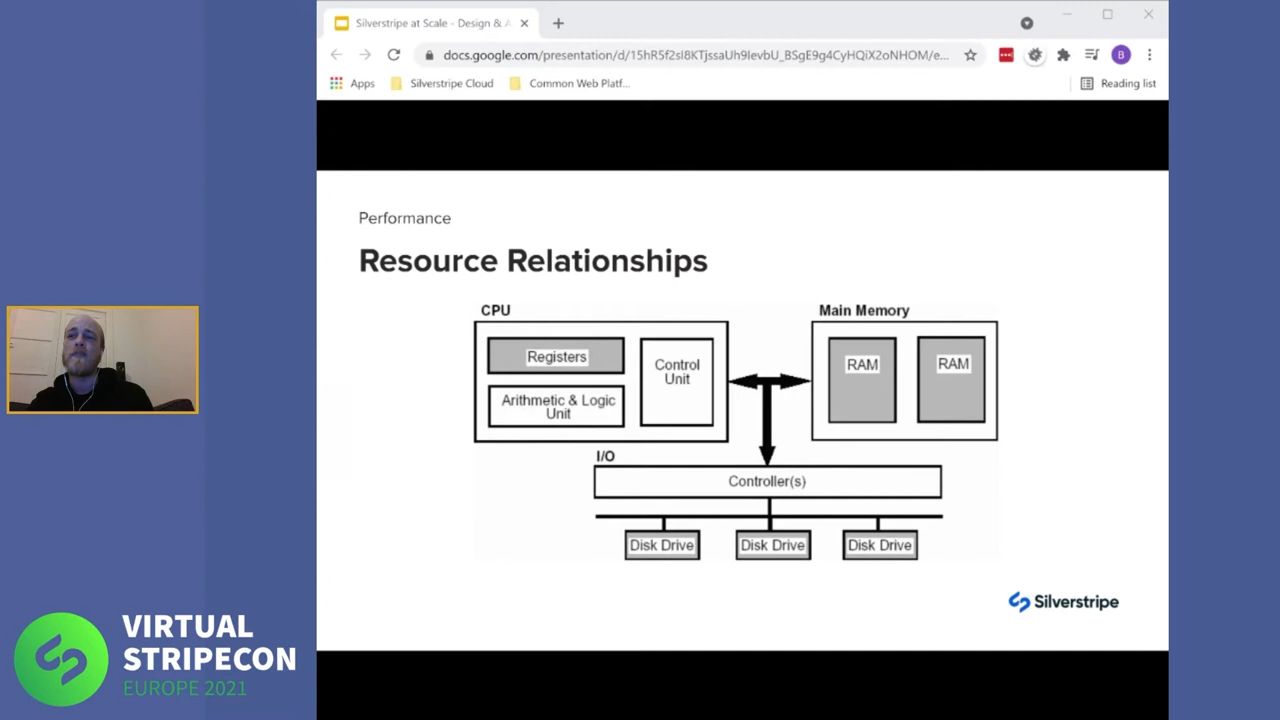 Silverstripe at Scale - Design & A
docs.google.com/presentation/d/15hR5f2sI8KTjssaUh9IevbU_BSgE9g4CyHQiX2oNHOM/e...
B
Apps
Silverstripe Cloud
Common Web Platf...
Reading list
Performance
Resource Relationships
CPU
Main Memory
Registers
Control
Unit
RAM
RAM
Arithmetic & Logic
Unit
I/O
Controller(s)
Disk Drive
Disk Drive
Disk Drive
Silverstripe
VIRTUAL
STRIPECON
EUROPE 2021